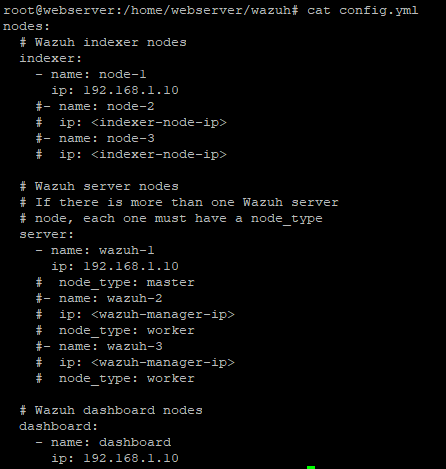 root@webserver:/home/webserver/wazuh# cat config.yml
nodes:
  # Wazuh indexer nodes
  indexer:
    - name: node-1
      ip: 192.168.1.10
    #- name: node-2
    #  ip: <indexer-node-ip>
    #- name: node-3
    #  ip: <indexer-node-ip>

  # Wazuh server nodes
  # If there is more than one Wazuh server
  # node, each one must have a node_type
  server:
    - name: wazuh-1
      ip: 192.168.1.10
    #  node_type: master
    #- name: wazuh-2
    #  ip: <wazuh-manager-ip>
    #  node_type: worker
    #- name: wazuh-3
    #  ip: <wazuh-manager-ip>
    #  node_type: worker

  # Wazuh dashboard nodes
  dashboard:
    - name: dashboard
      ip: 192.168.1.10